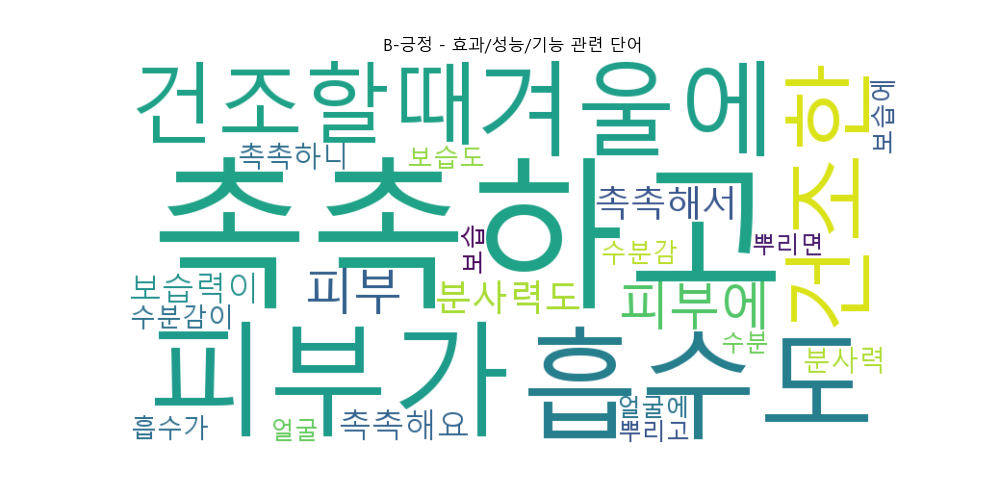 B-긍정 - 효과/성능/기능 관련 단어
건조할때
겨울에
건조한
보습에
촉촉하니
보습도
촉촉하고
촉촉해서
보습
수분감
뿌리면
보습력이
피부
분사력도
피부에
수분감이
피부가
흡수도
수분
분사력
흡수가
얼굴
촉촉해요
얼굴에
뿌리고